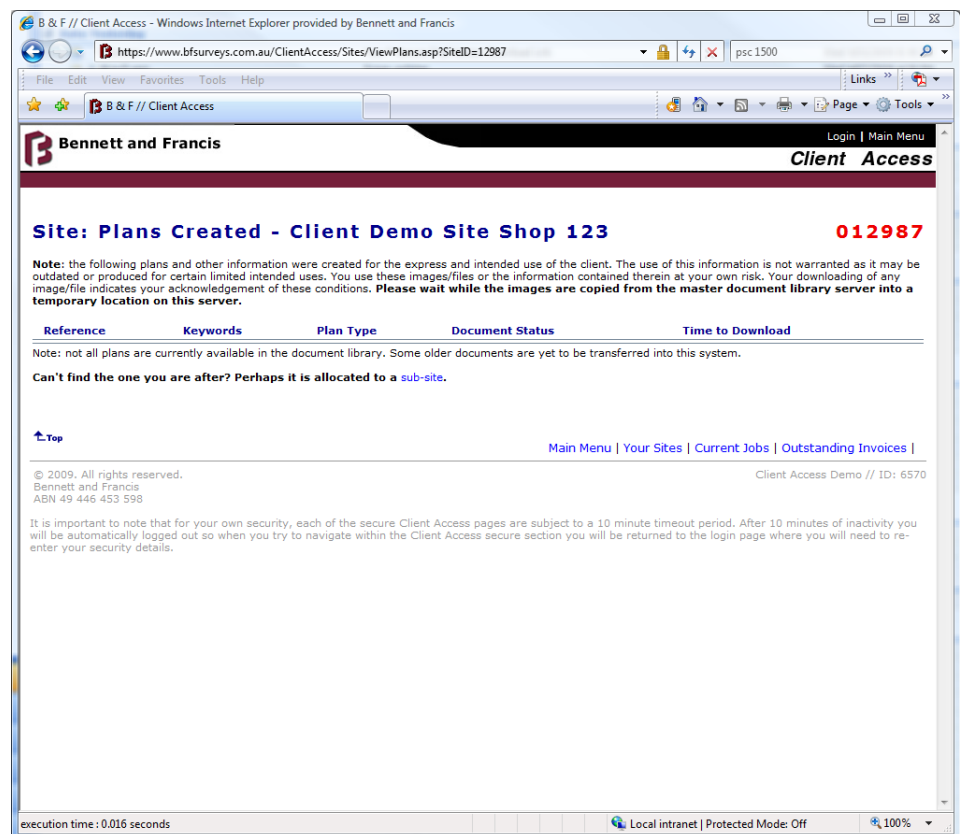 B & F // Client Access - Windows Internet Explorer provided by Bennett and Francis
https://www.bfsurveys.com.au/ClientAccess/Sites/ViewPlans.asp?SiteID=12987
psc 1500
File Edit View Favorites Tools Help
Links »
B & F // Client Access
Page Tools »
Bennett and Francis
Login | Main Menu
Client Access
Site: Plans Created - Client Demo Site Shop 123 012987
Note: the following plans and other information were created for the express and intended use of the client. The use of this information is not warranted as it may be
outdated or produced for certain limited intended uses. You use these images/files or the information contained therein at your own risk. Your downloading of any
image/file indicates your acknowledgement of these conditions. Please wait while the images are copied from the master document library server into a
temporary location on this server.
Reference Keywords Plan Type Document Status Time to Download
Note: not all plans are currently available in the document library. Some older documents are yet to be transferred into this system.
Can't find the one you are after? Perhaps it is allocated to a sub-site.
Top
Main Menu | Your Sites | Current Jobs | Outstanding Invoices |
© 2009. All rights reserved. Client Access Demo // ID: 6570
Bennett and Francis
ABN 49 446 453 598
It is important to note that for your own security, each of the secure Client Access pages are subject to a 10 minute timeout period. After 10 minutes of inactivity you
will be automatically logged out so when you try to navigate within the Client Access secure section you will be returned to the login page where you will need to re-
enter your security details.
execution time : 0.016 seconds Local intranet | Protected Mode: Off 100%